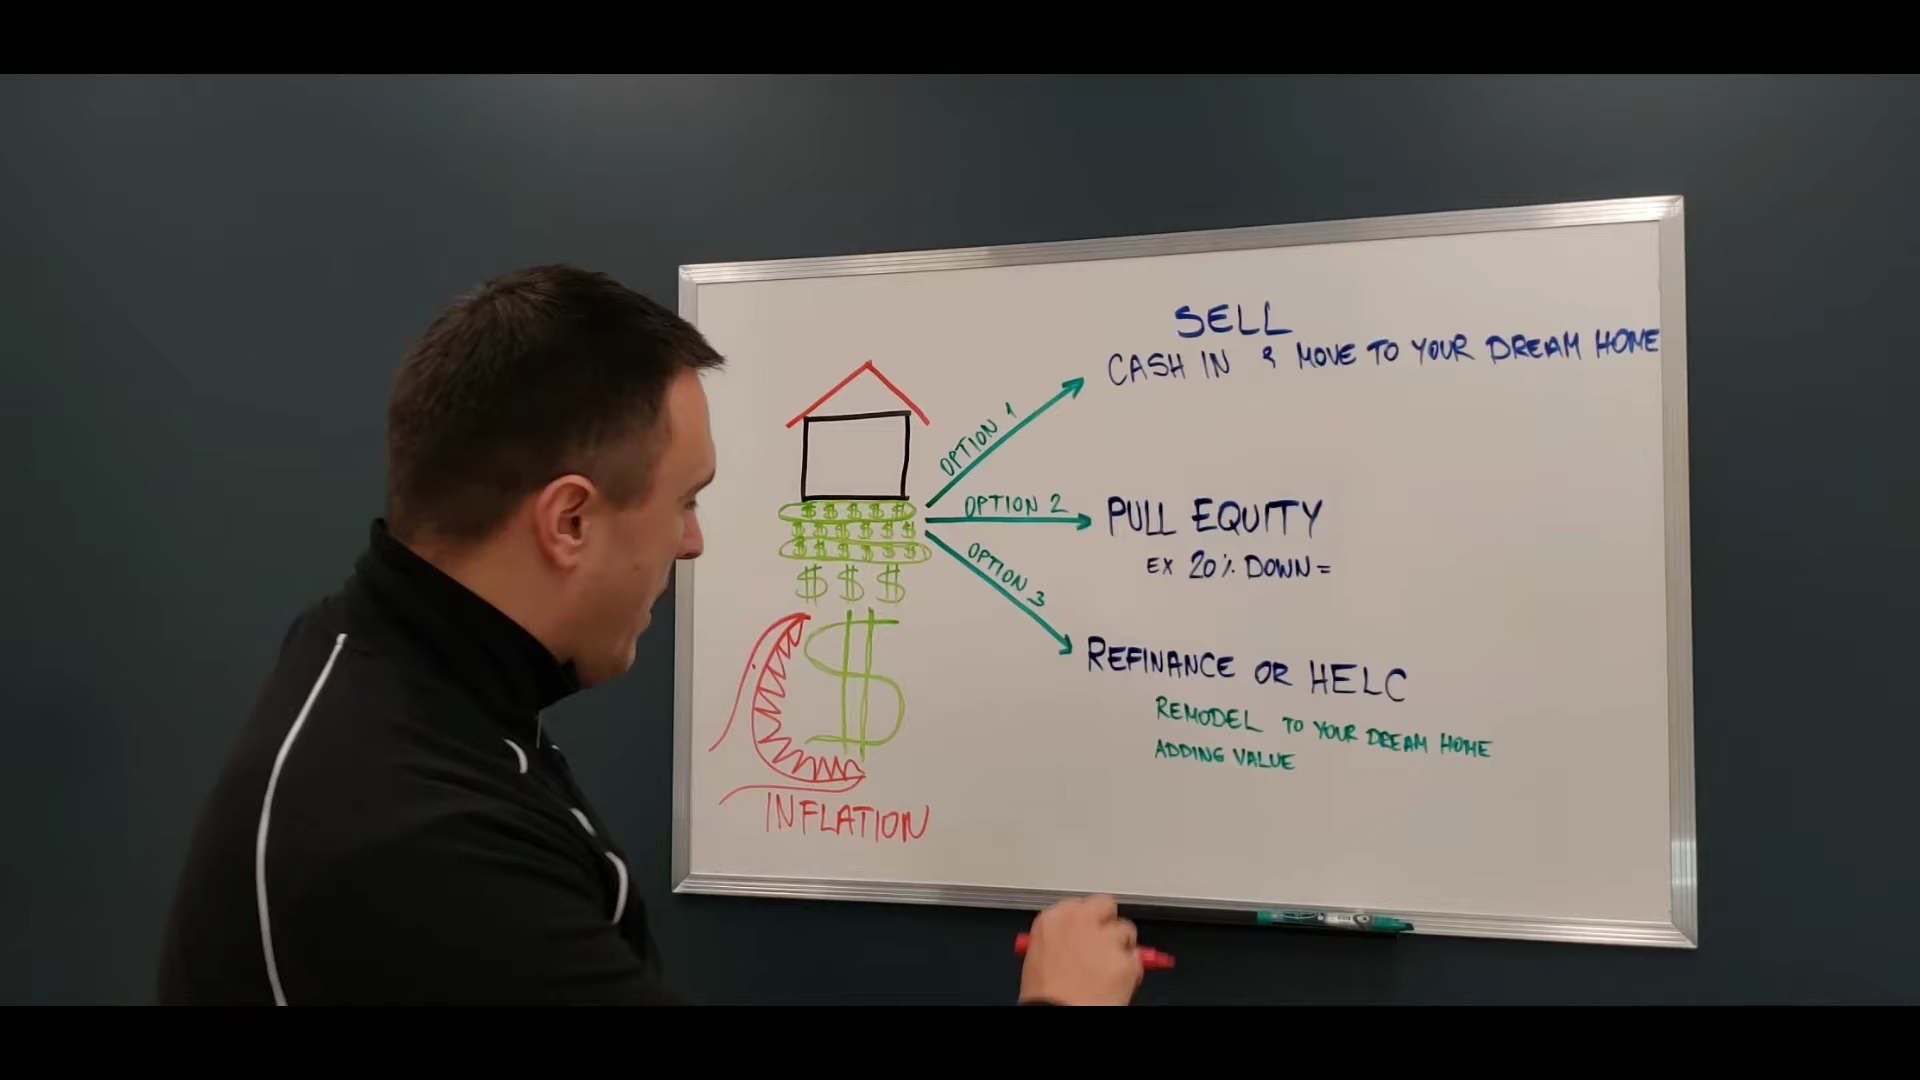 SELL
CASH IN & MOVE TO YOUR DREAM HOME
OPTION 1
OPTION 2
PULL EQUITY
EX 20% DOWN =
OPTION 3
REFINANCE OR HELC
REMODEL TO YOUR DREAM HOME
ADDING VALUE
$ $ $ $ $
$ $ $ $ $ $
$ $ $ $ $ $
$ $ $
$
INFLATION